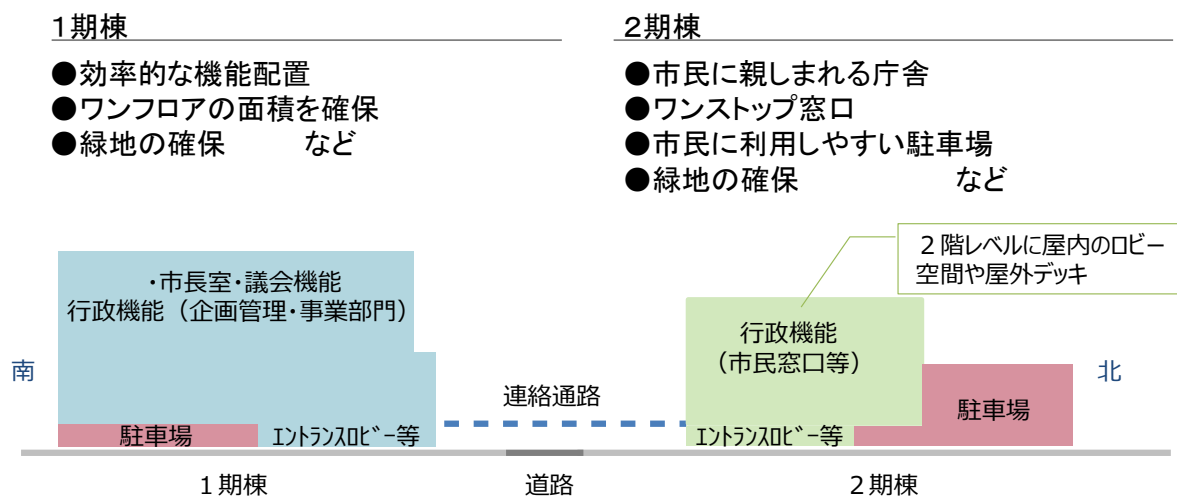 １期棟
●効率的な機能配置
●ワンフロアの面積を確保
●緑地の確保　　　など
２期棟
●市民に親しまれる庁舎
●ワンストップ窓口
●市民に利用しやすい駐車場
●緑地の確保　　　　　　など
２階レベルに屋内のロビー
空間や屋外デッキ
・市長室・議会機能
行政機能（企画管理・事業部門）
行政機能
（市民窓口等）
南
北
連絡通路
駐車場
駐車場
ｴﾝﾄﾗﾝｽﾛﾋﾞｰ等
ｴﾝﾄﾗﾝｽﾛﾋﾞｰ等
１期棟
道路
２期棟